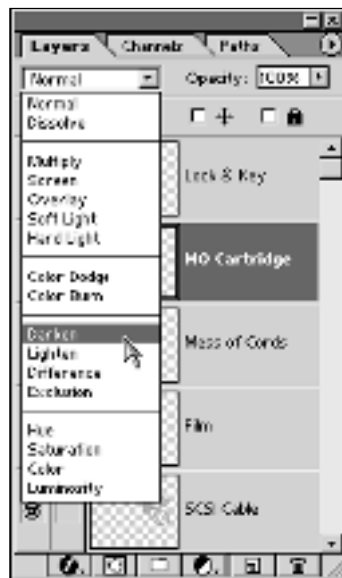 Layers Channels Paths
Normal Opacity: 100%
Normal
Dissolve
Multiply
Screen
Overlay
Soft Light
Hard Light
Color Dodge
Color Burn
Darken
Lighten
Difference
Exclusion
Hue
Saturation
Color
Luminosity
Lock & Key
MO Cartridge
Mess of Cords
Film
SCSI Cable